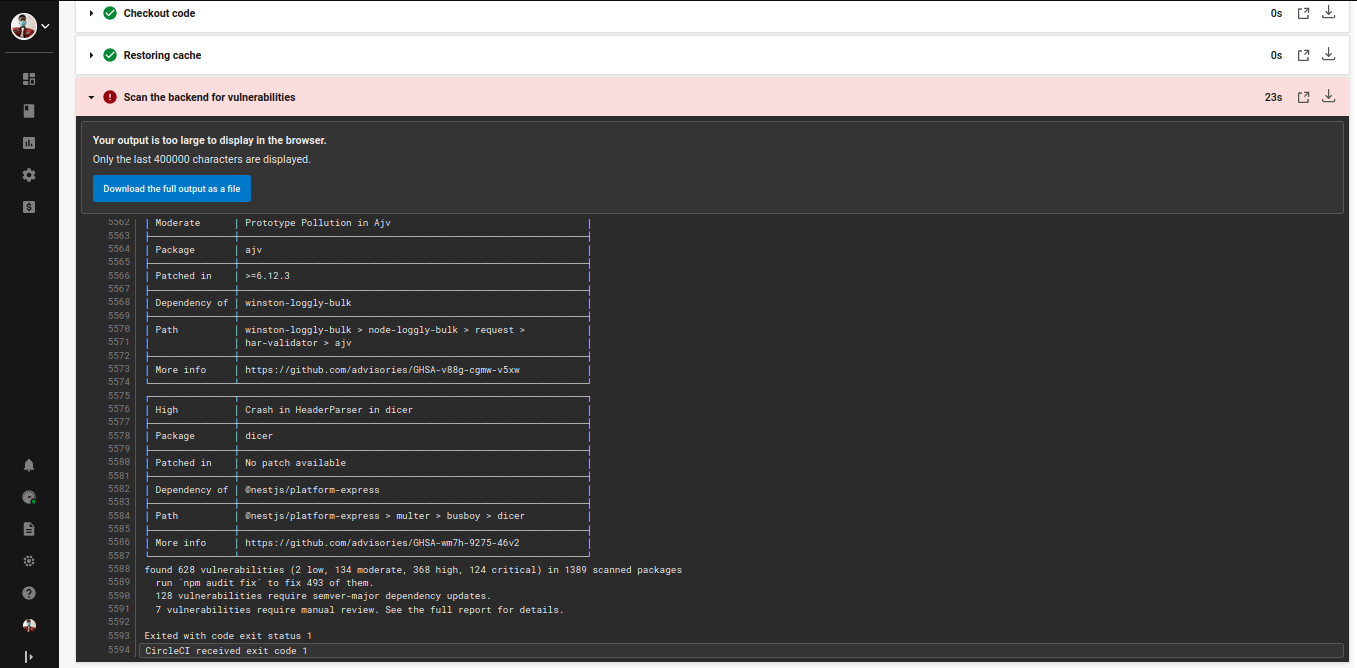 Checkout code 0s
Restoring cache 0s
Scan the backend for vulnerabilities 23s
Your output is too large to display in the browser.
Only the last 400000 characters are displayed.
Download the full output as a file
5562 | Moderate | Prototype Pollution in Ajv |
5563
5564 | Package | ajv |
5565
5566 | Patched in | >=6.12.3 |
5567
5568 | Dependency of | winston-loggly-bulk |
5569
5570 | Path | winston-loggly-bulk > node-loggly-bulk > request > |
5571 | | har-validator > ajv |
5572
5573 | More info | https://github.com/advisories/GHSA-v88g-cgmw-v5xw |
5574
5575
5576 | High | Crash in HeaderParser in dicer |
5577
5578 | Package | dicer |
5579
5580 | Patched in | No patch available |
5581
5582 | Dependency of | @nestjs/platform-express |
5583
5584 | Path | @nestjs/platform-express > multer > busboy > dicer |
5585
5586 | More info | https://github.com/advisories/GHSA-wm7h-9275-46v2 |
5587
5588 found 628 vulnerabilities (2 low, 134 moderate, 368 high, 124 critical) in 1389 scanned packages
5589 run `npm audit fix` to fix 493 of them.
5590 128 vulnerabilities require semver-major dependency updates.
5591 7 vulnerabilities require manual review. See the full report for details.
5592
5593 Exited with code exit status 1
5594 CircleCI received exit code 1